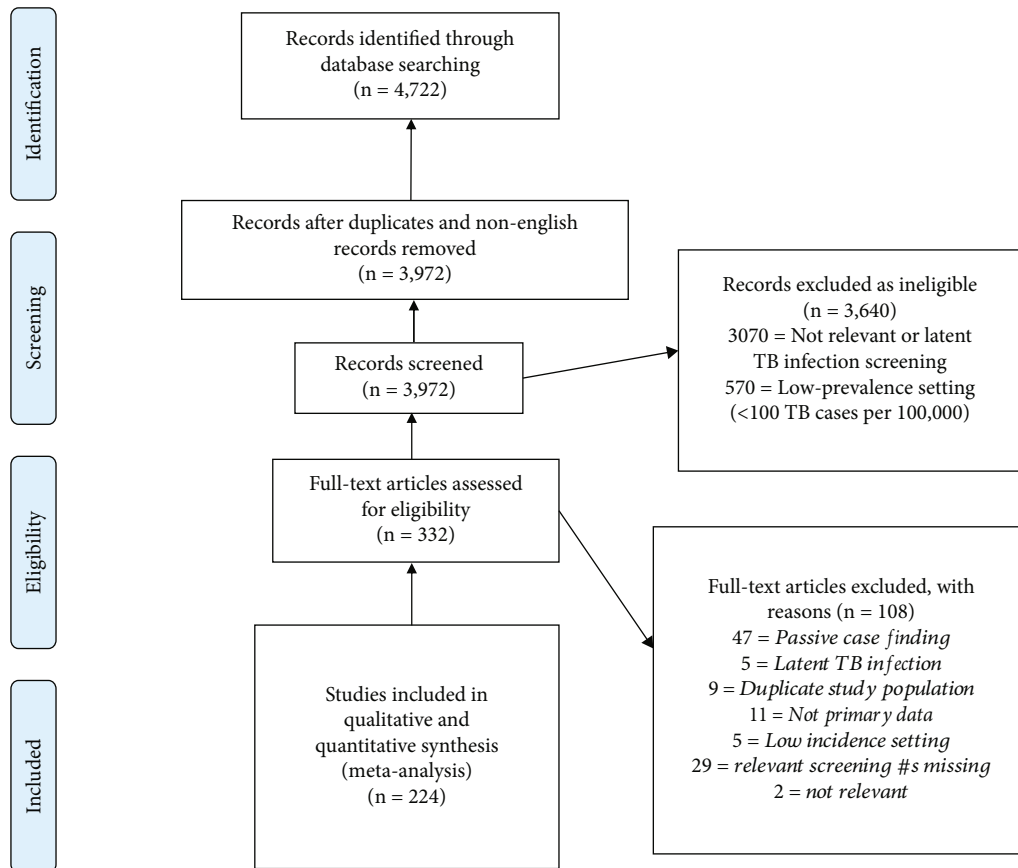 Identification
Records identified through
database searching
(n = 4,722)
Screening
Records after duplicates and non-english
records removed
(n = 3,972)
Records screened
(n = 3,972)
Records excluded as ineligible
(n = 3,640)
3070 = Not relevant or latent
TB infection screening
570 = Low-prevalence setting
(<100 TB cases per 100,000)
Eligibility
Full-text articles assessed
for eligibility
(n = 332)
Full-text articles excluded, with
reasons (n = 108)
47 = Passive case finding
5 = Latent TB infection
9 = Duplicate study population
11 = Not primary data
5 = Low incidence setting
29 = relevant screening #s missing
2 = not relevant
Included
Studies included in
qualitative and
quantitative synthesis
(meta-analysis)
(n = 224)